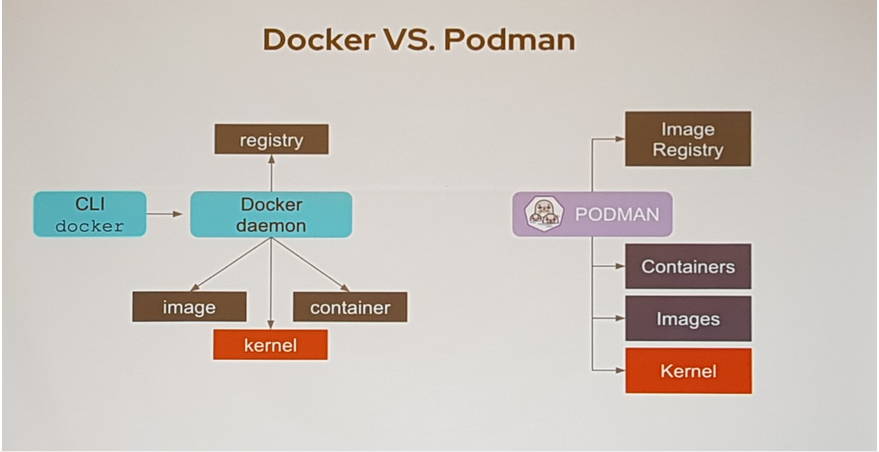 Docker VS. Podman
registry
CLI
docker
Docker
daemon
image
container
kernel
Image
Registry
PODMAN
Containers
Images
Kernel